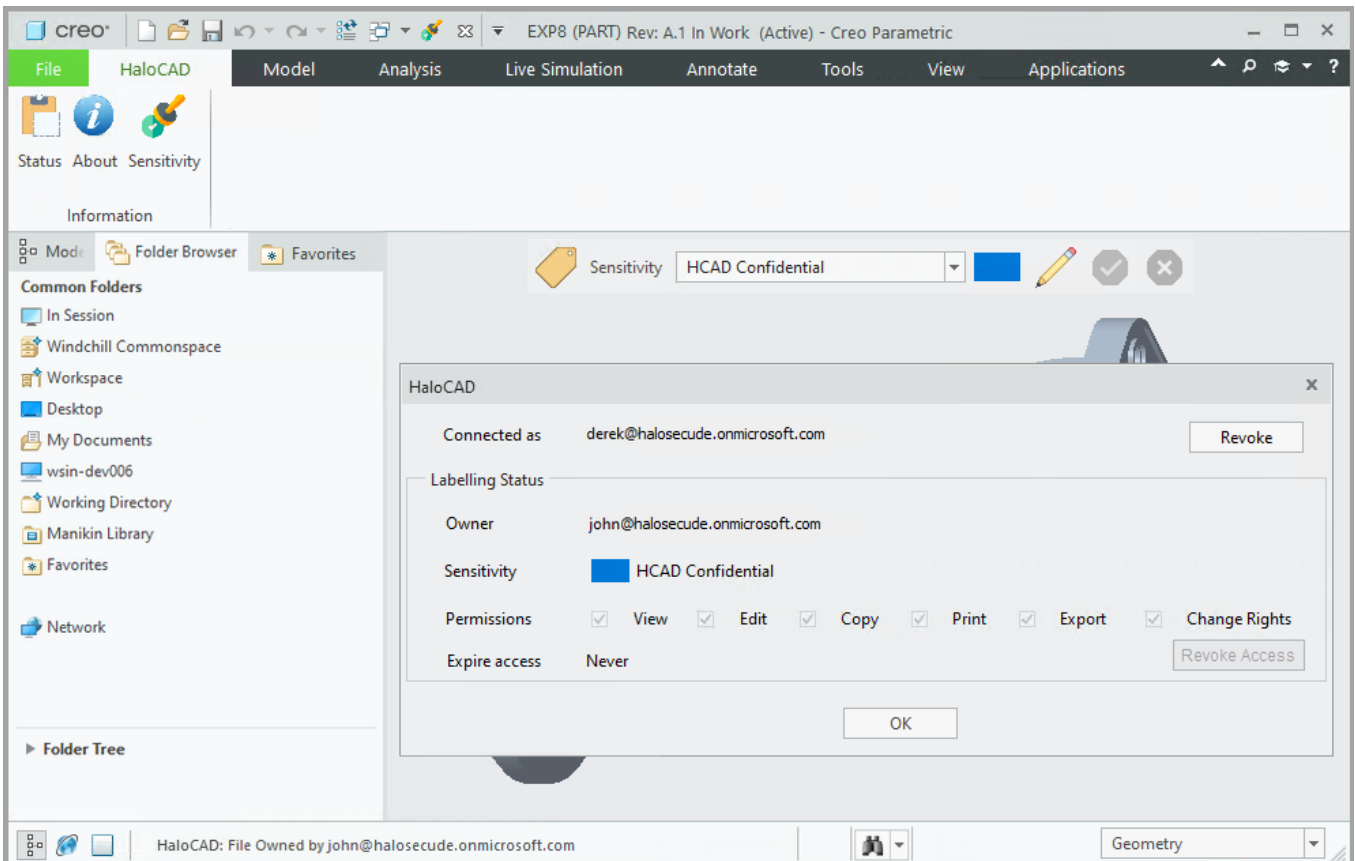 creo EXP8 (PART) Rev: A.1 In Work (Active) - Creo Parametric
File HaloCAD Model Analysis Live Simulation Annotate Tools View Applications ?
Status About Sensitivity
Information
Mode Folder Browser Favorites
Sensitivity HCAD Confidential
Common Folders
In Session
Windchill Commonspace
Workspace
Desktop
My Documents
wsin-dev006
Working Directory
Manikin Library
Favorites
Network
Folder Tree
HaloCAD
Connected as derek@halosecude.onmicrosoft.com Revoke
Labelling Status
Owner john@halosecude.onmicrosoft.com
Sensitivity HCAD Confidential
Permissions View Edit Copy Print Export Change Rights
Expire access Never Revoke Access
OK
HaloCAD: File Owned by john@halosecude.onmicrosoft.com Geometry